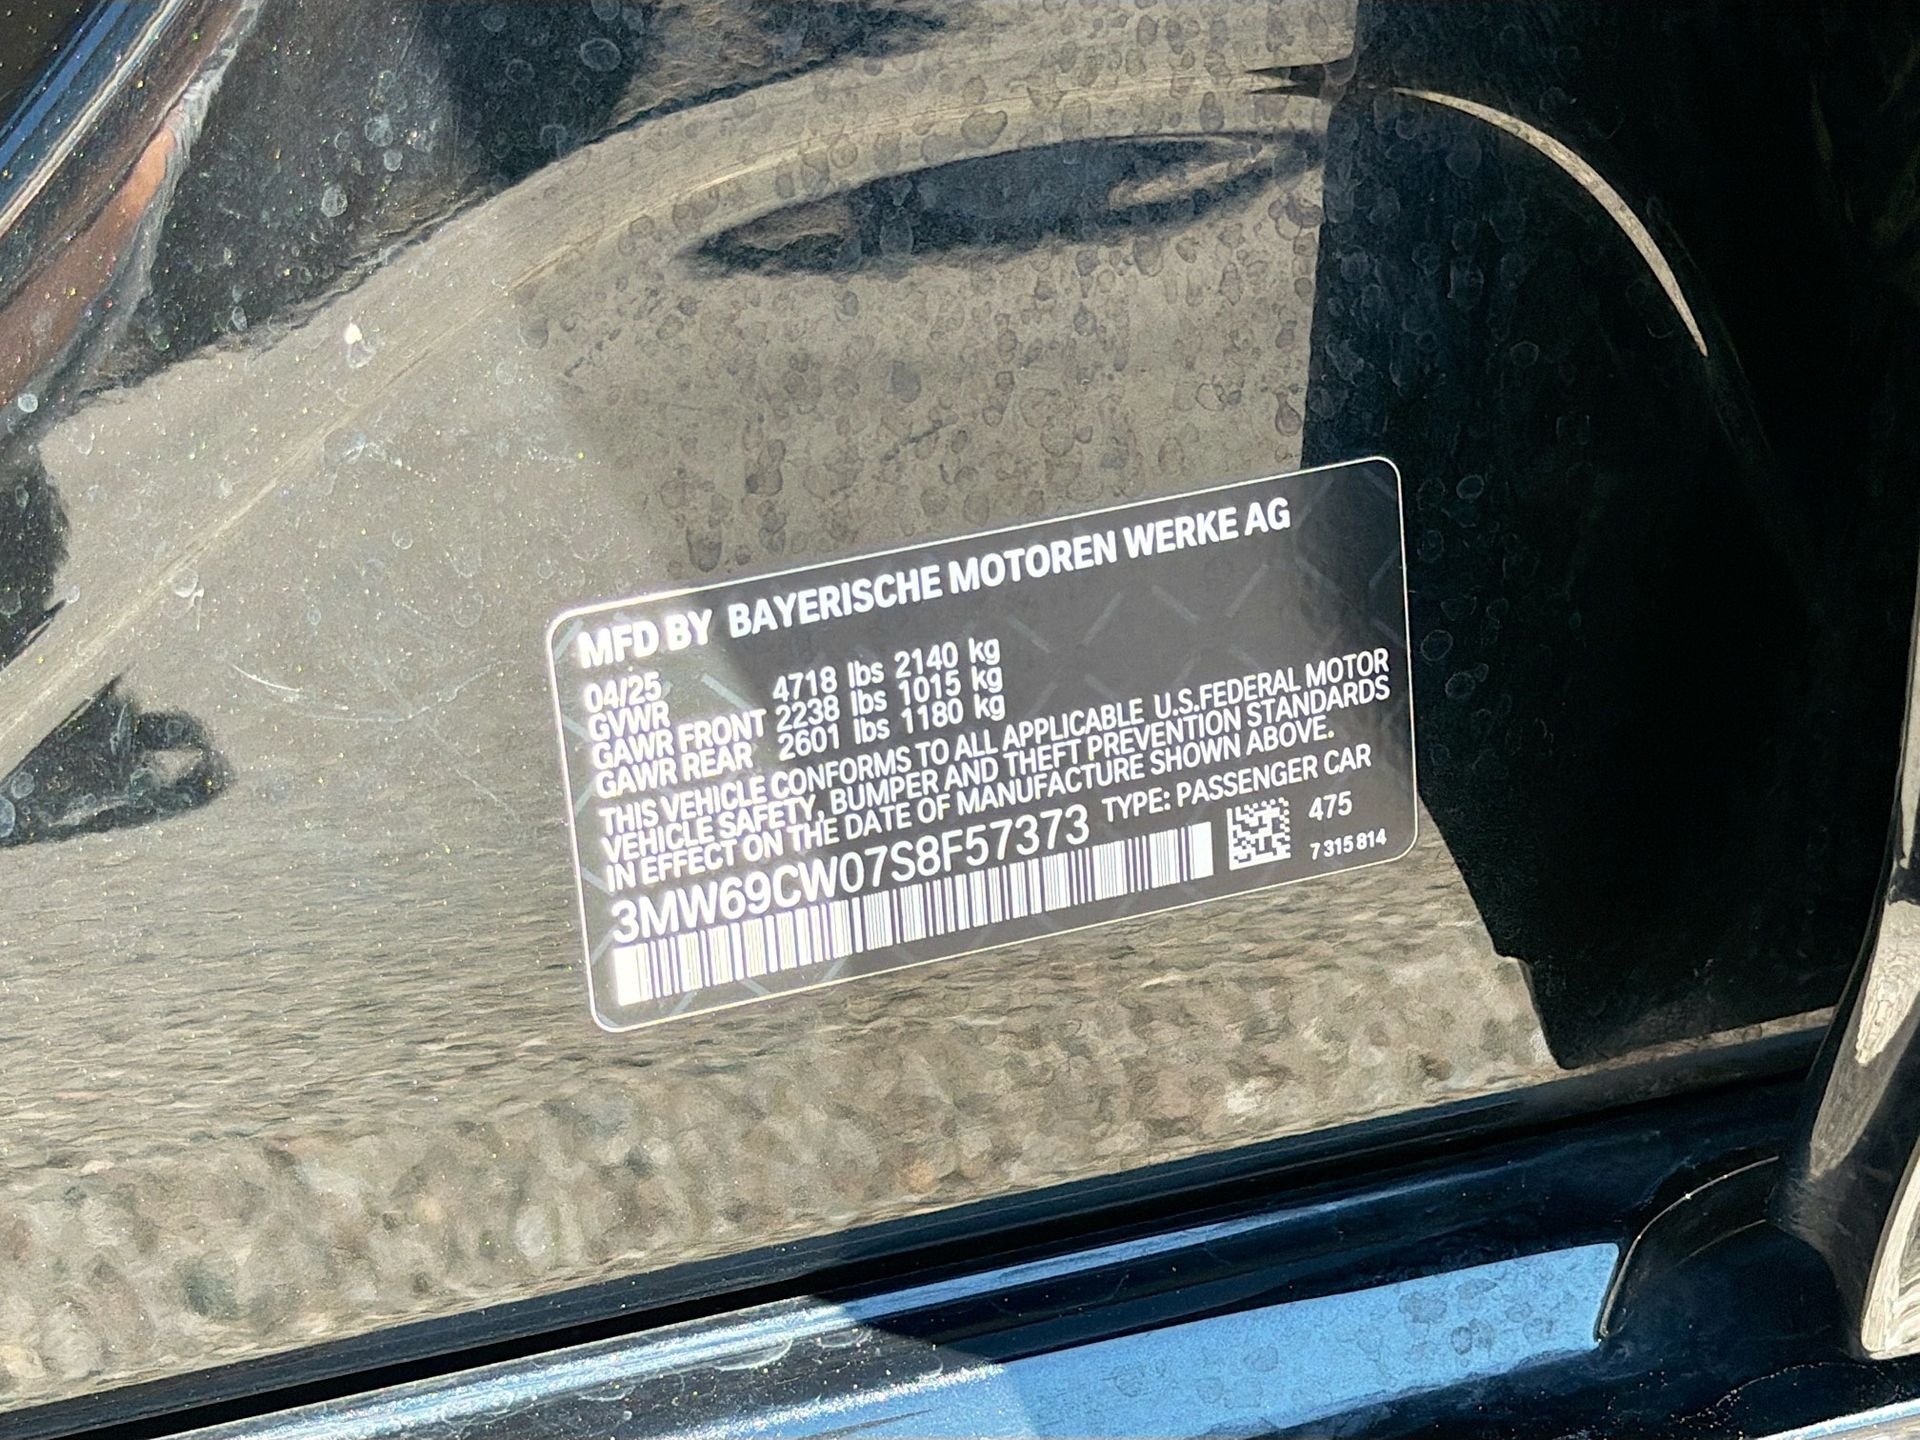 MFD BY BAYERISCHE MOTOREN WERKE AG
04/25
GVWR 4718 lbs 2140 kg
GAWR FRONT 2238 lbs 1015 kg
GAWR REAR 2601 lbs 1180 kg
THIS VEHICLE CONFORMS TO ALL APPLICABLE U.S.FEDERAL MOTOR
VEHICLE SAFETY, BUMPER AND THEFT PREVENTION STANDARDS
IN EFFECT ON THE DATE OF MANUFACTURE SHOWN ABOVE.
3MW69CW07S8F57373 TYPE: PASSENGER CAR
475
7 315 814